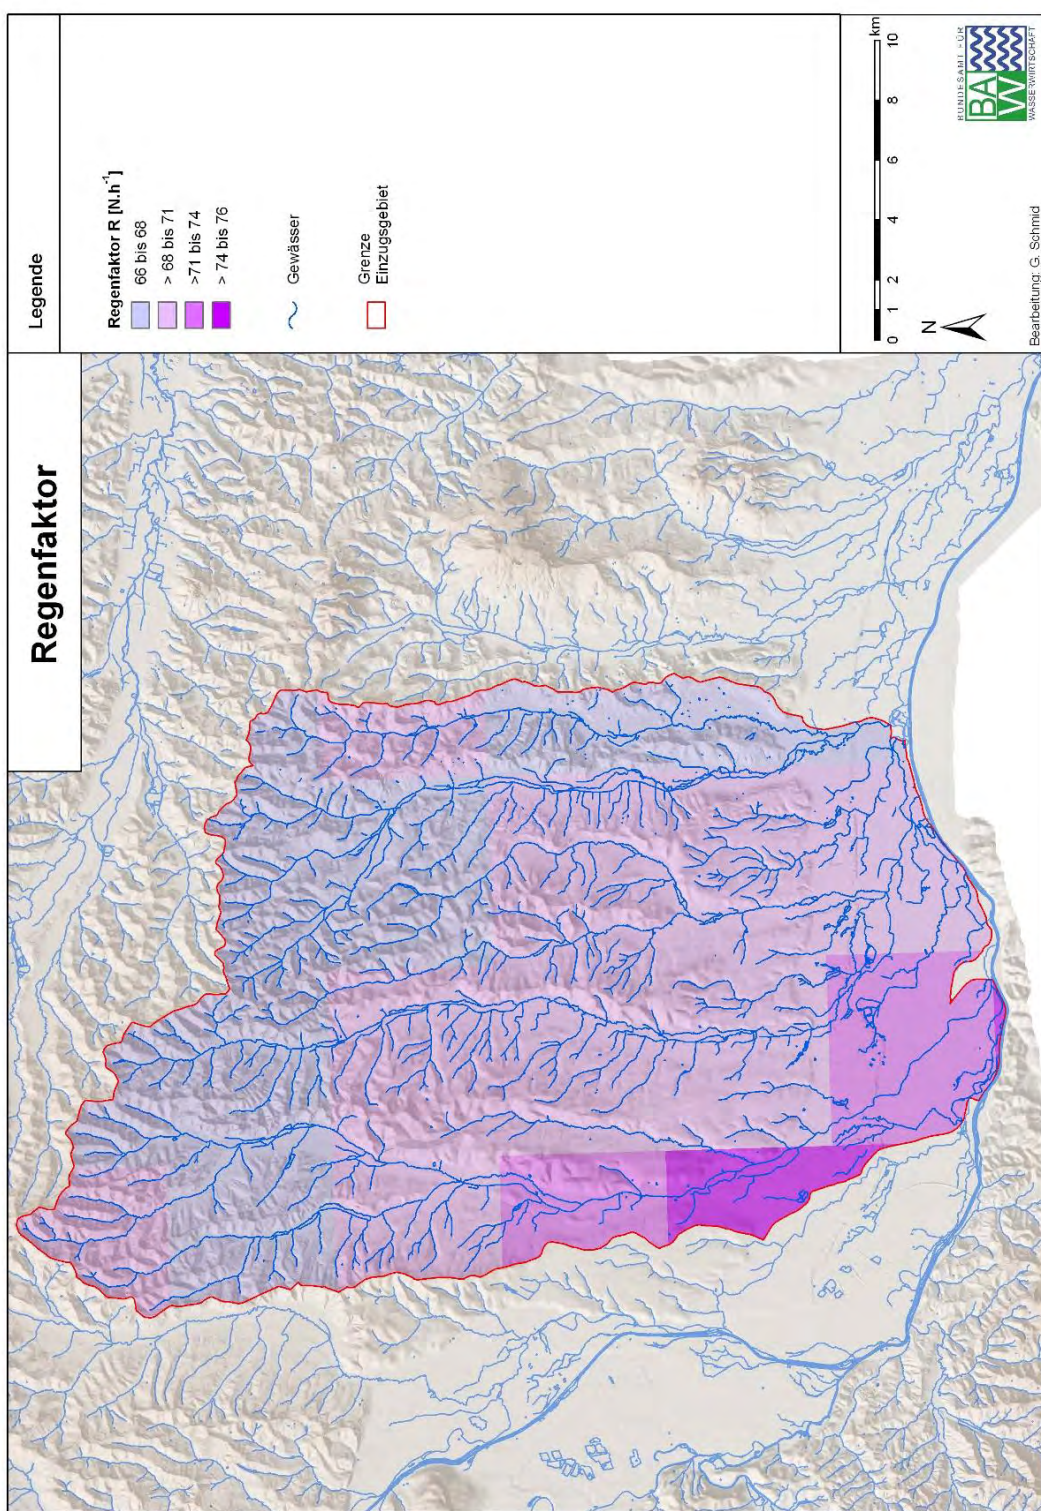 Regenfaktor
Legende
Regenfaktor R [N.h⁻¹]
66 bis 68
> 68 bis 71
>71 bis 74
> 74 bis 76
Gewässer
Grenze
Einzugsgebiet
0 1 2 4 6 8 10
km
N
BUNDESAMT FÜR
BAW
WASSERWIRTSCHAFT
Bearbeitung: G. Schmid